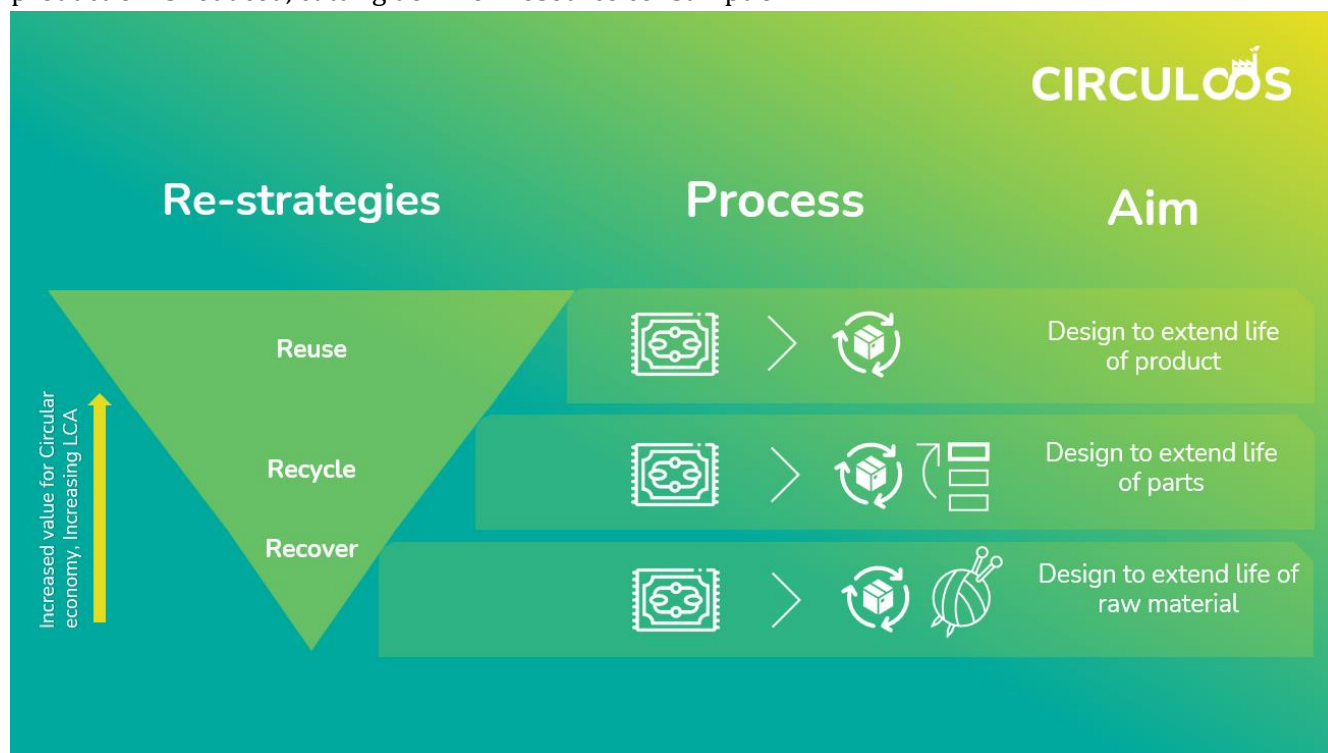 CIRCULOOS
Re-strategies
Process
Aim
Reuse
Design to extend life
of product
Recycle
Design to extend life
of parts
Recover
Design to extend life of
raw material
Increased value for Circular
economy, Increasing LCA